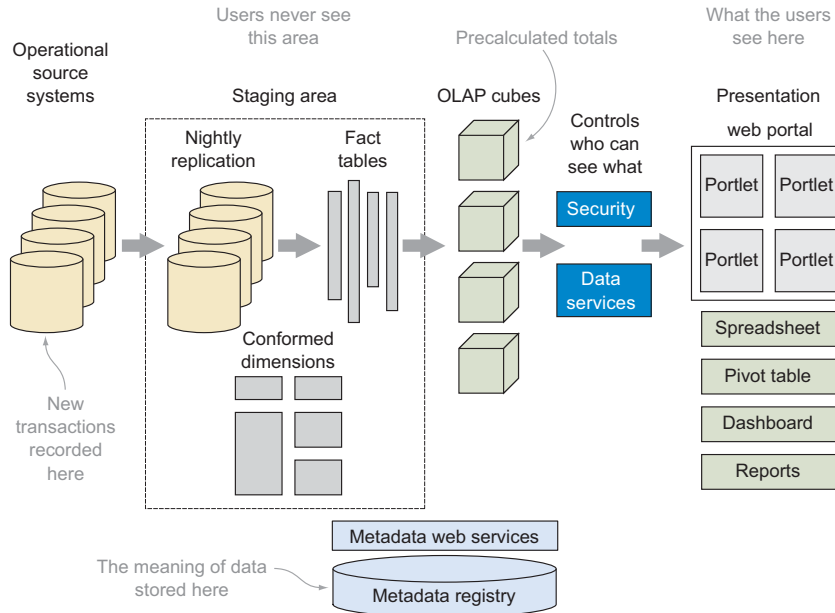 Users never see
this area
What the users
see here
Precalculated totals
Operational
source
systems
Staging area
OLAP cubes
Presentation
web portal
Nightly
replication
Fact
tables
Controls
who can
see what
Portlet
Portlet
Security
Portlet
Portlet
Data
services
Conformed
dimensions
Spreadsheet
Pivot table
Dashboard
Reports
New
transactions
recorded
here
Metadata web services
The meaning of data
stored here
Metadata registry